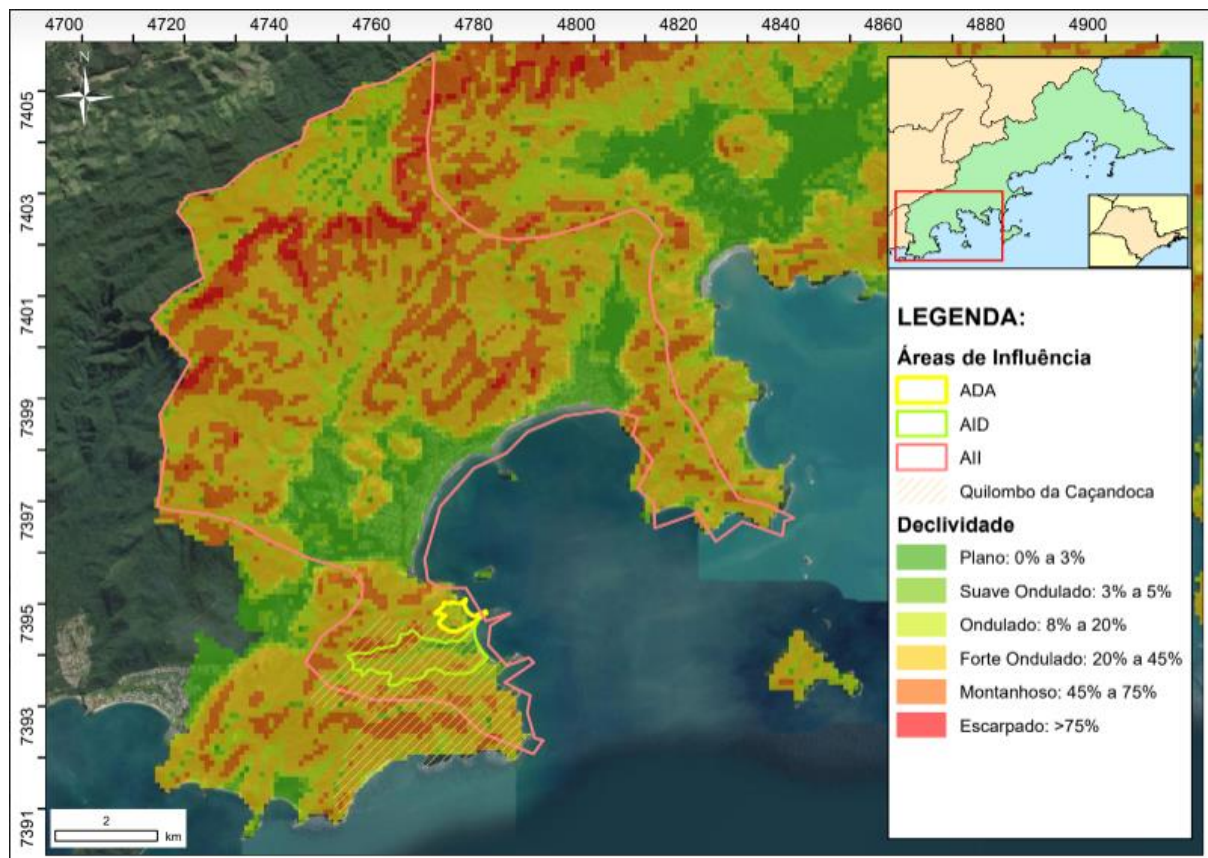 4700 4720 4740 4760 4780 4800 4820 4840 4860 4880 4900
N
7405
7403
7401
7399
7397
7395
7393
7391
LEGENDA:
Áreas de Influência
ADA
AID
AII
Quilombo da Caçandoca
Declividade
Plano: 0% a 3%
Suave Ondulado: 3% a 5%
Ondulado: 8% a 20%
Forte Ondulado: 20% a 45%
Montanhoso: 45% a 75%
Escarpado: >75%
2
km